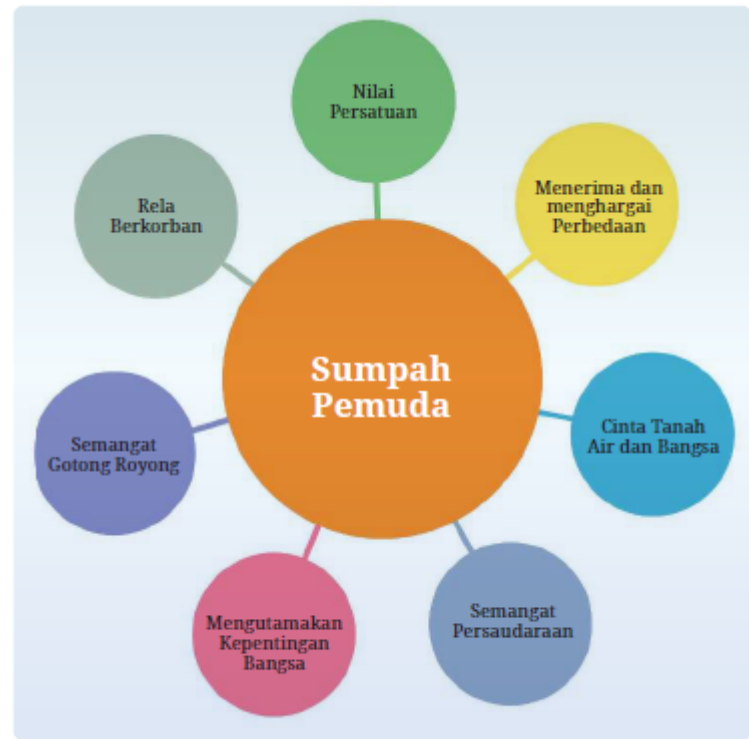 Nilai
Persatuan
Menerima dan
menghargai
Perbedaan
Cinta Tanah
Air dan Bangsa
Semangat
Persaudaraan
Mengutamakan
Kepentingan
Bangsa
Semangat
Gotong Royong
Rela
Berkorban
Sumpah
Pemuda